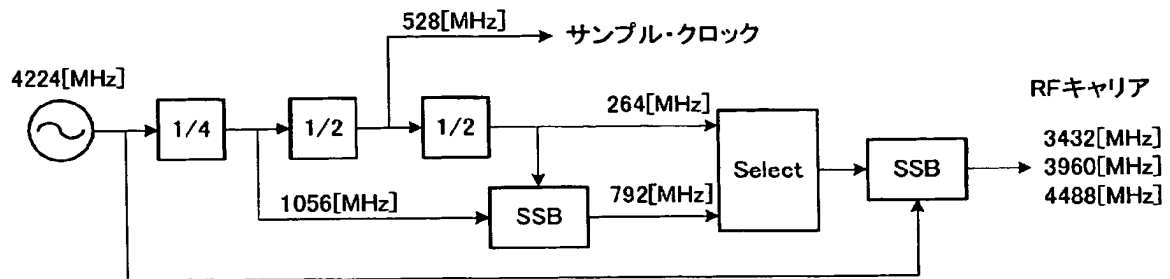 528[MHz]
サンプル・クロック
4224[MHz]
RFキャリア
1/4
1/2
1/2
264[MHz]
Select
SSB
3432[MHz]
3960[MHz]
4488[MHz]
1056[MHz]
SSB
792[MHz]